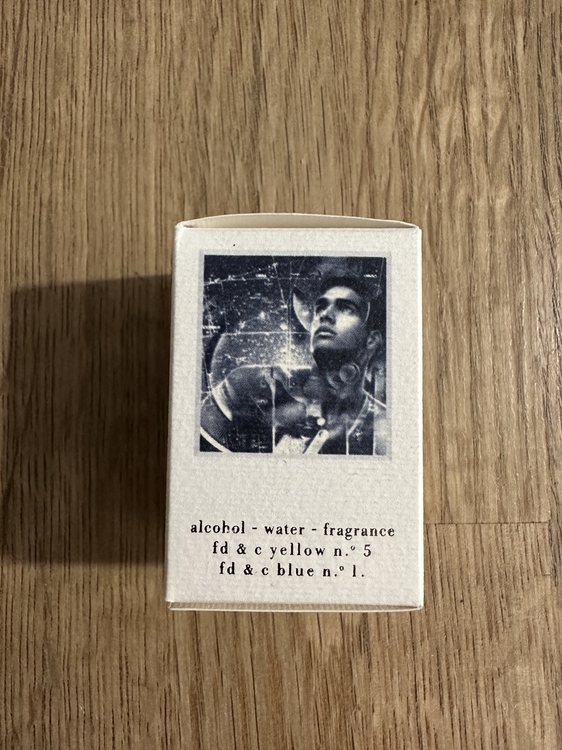 alcohol - water - fragrance
fd & c yellow n.º 5
fd & c blue n.º 1.